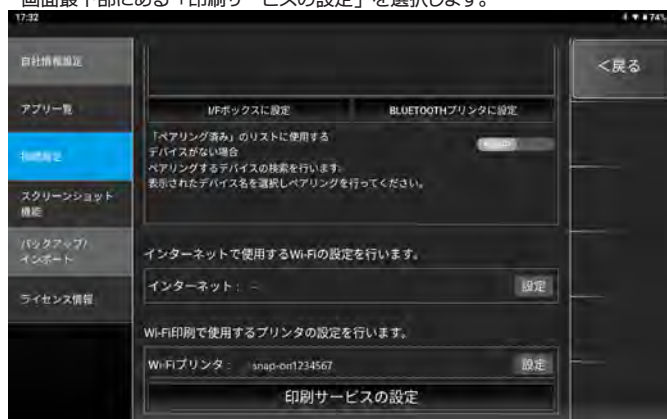 画面最下部にある「印刷サービスの設定」を選択します。
17:32
74%
自社情報設定
<戻る
アプリ一覧
I/Fボックスに設定
BLUETOOTHプリンタに設定
「ペアリング済み」のリストに使用する
デバイスがない場合
ペアリングするデバイスの検索を行います。
表示されたデバイス名を選択しペアリングを行ってください。
スクリーンショット
機能
バックアップ/
インポート
インターネットで使用するWi-Fiの設定を行います。
インターネット： --
設定
ライセンス情報
Wi-Fi印刷で使用するプリンタの設定を行います。
Wi-Fiプリンタ： snap-on1234567
設定
印刷サービスの設定